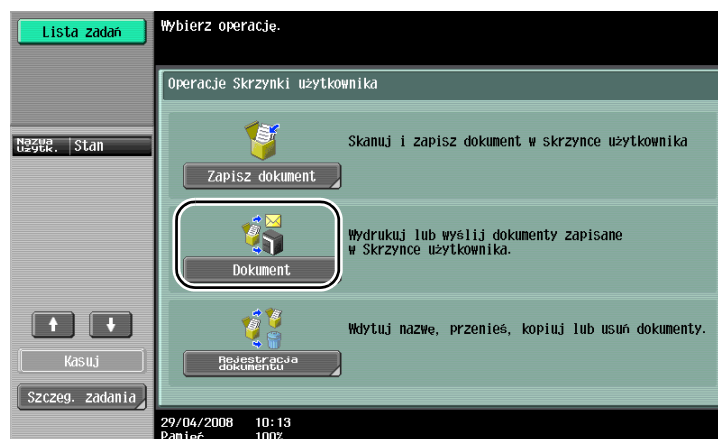 Lista zadań
Wybierz operację.
Operacje Skrzynki użytkownika
Nazwa użytk.
Stan
Skanuj i zapisz dokument w skrzynce użytkownika
Zapisz dokument
Wydrukuj lub wyślij dokumenty zapisane
w Skrzynce użytkownika.
Dokument
Wdytuj nazwę, przenieś, kopiuj lub usuń dokumenty.
Rejestracja
dokumentu
Kasuj
Szczeg. zadania
29/04/2008 10:13
Pamięć 100%